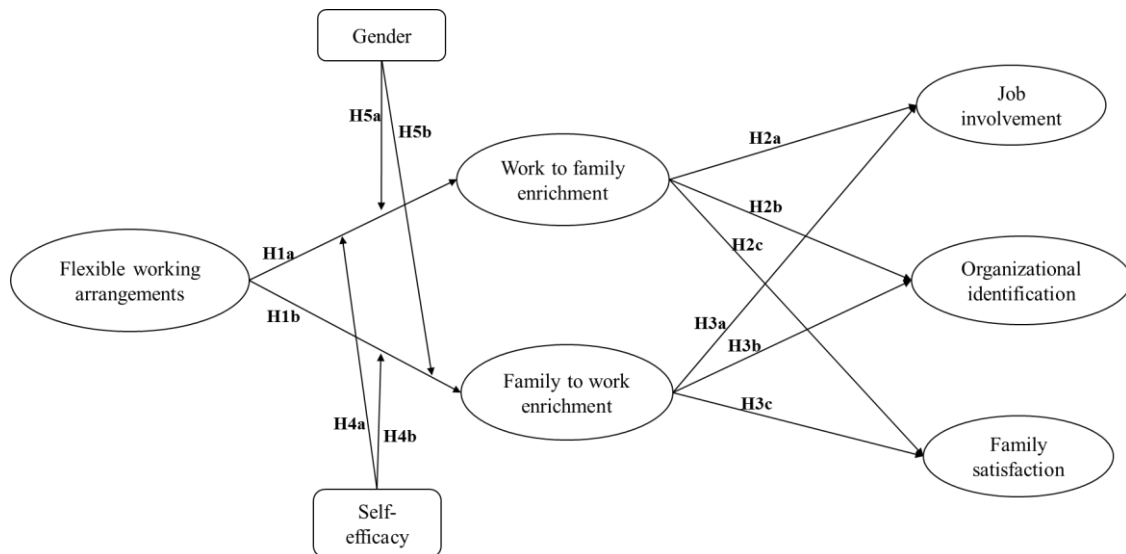 Gender
H5a
H5b
Work to family
enrichment
H2a
Job
involvement
H2b
H2c
Flexible working
arrangements
H1a
H1b
Organizational
identification
H3a
H3b
Family to work
enrichment
H3c
H4a
H4b
Family
satisfaction
Self-
efficacy